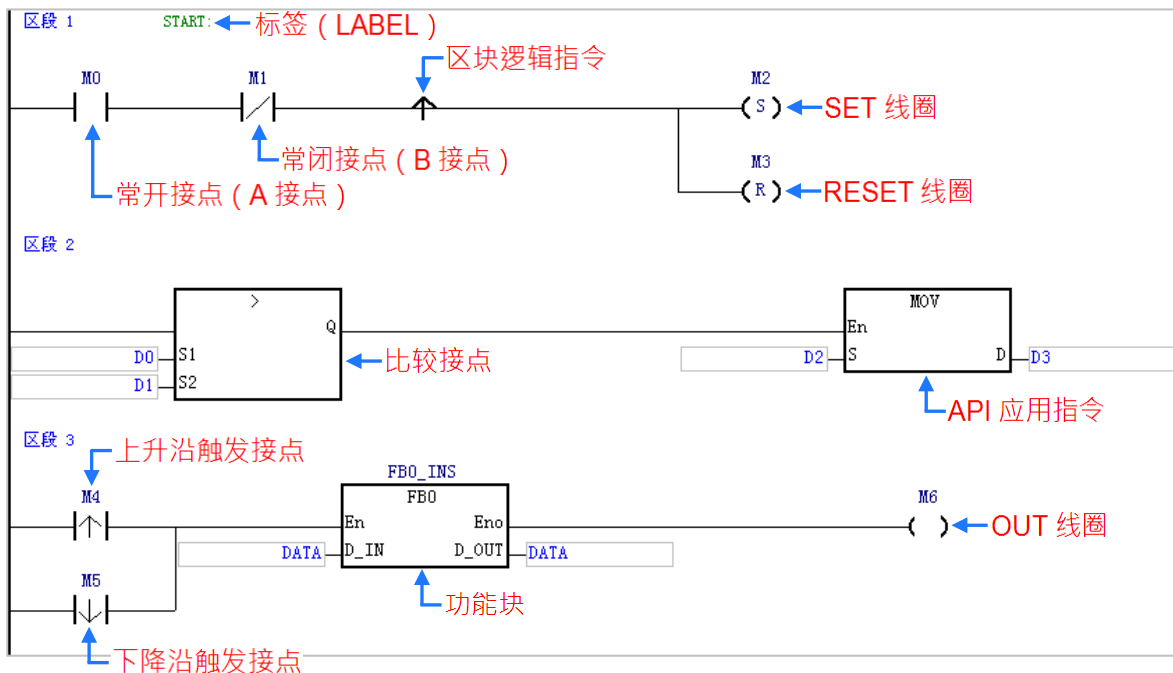 区段 1
START:
标签（LABEL）
区块逻辑指令
M0
M1
M2
S
SET 线圈
常闭接点（B 接点）
M3
常开接点（A 接点）
R
RESET 线圈
区段 2
>
MOV
Q
En
D0
S1
比较接点
D2
S
D
D3
D1
S2
API 应用指令
区段 3
上升沿触发接点
FB0_INS
M4
FB0
M6
En
Eno
OUT 线圈
DATA
D_IN
D_OUT
DATA
M5
功能块
下降沿触发接点